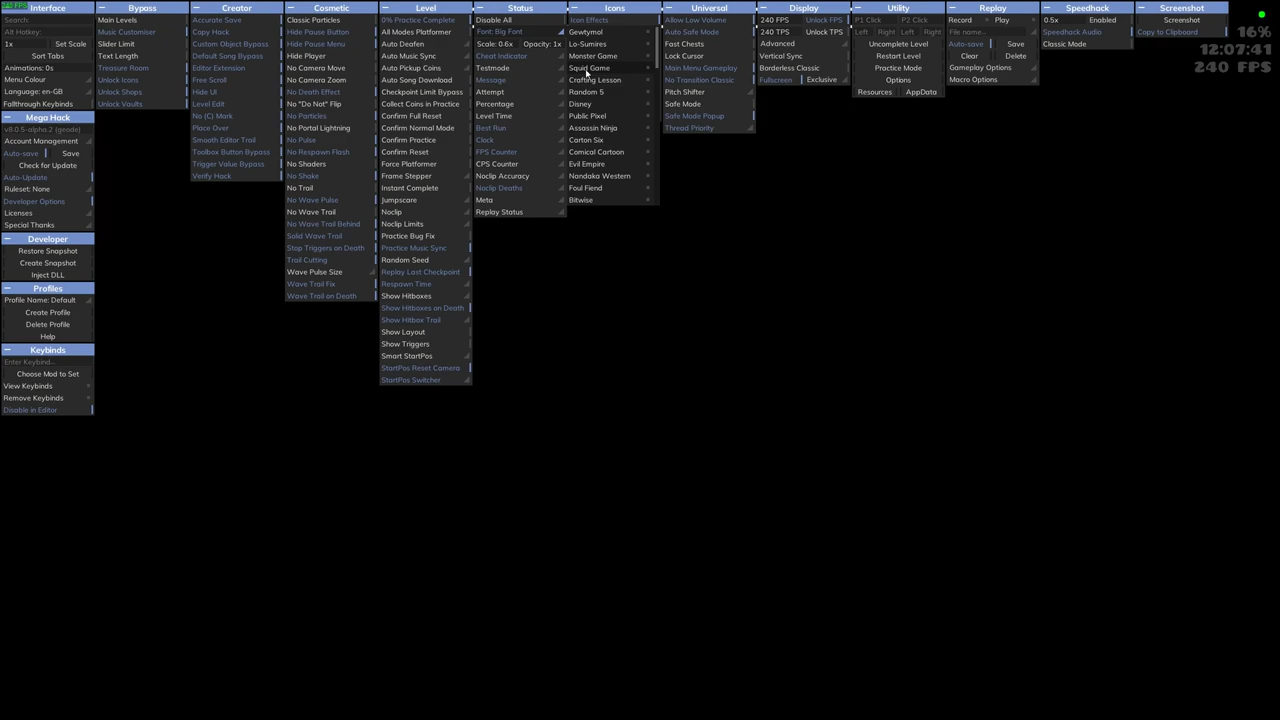 FPS
Interface
Search:
Alt Hotkey:
1x Set Scale
Sort Tabs
Animations: 0s
Menu Colour
Language: en-GB
Fallthrough Keybinds
Mega Hack
v8.0.5-alpha.2 (geode)
Account Management
Auto-save Save
Check for Update
Auto-Update
Ruleset: None
Developer Options
Licenses
Special Thanks
Developer
Restore Snapshot
Create Snapshot
Inject DLL
Profiles
Profile Name: Default
Create Profile
Delete Profile
Help
Keybinds
Enter Keybind...
Choose Mod to Set
View Keybinds
Remove Keybinds
Disable in Editor
Bypass
Main Levels
Music Customiser
Slider Limit
Text Length
Treasure Room
Unlock Icons
Unlock Shops
Unlock Vaults
Creator
Accurate Save
Copy Hack
Custom Object Bypass
Default Song Bypass
Editor Extension
Free Scroll
Hide UI
Level Edit
No (C) Mark
Place Over
Smooth Editor Trail
Toolbox Button Bypass
Trigger Value Bypass
Verify Hack
Cosmetic
Classic Particles
Hide Pause Button
Hide Pause Menu
Hide Player
No Camera Move
No Camera Zoom
No Death Effect
No "Do Not" Flip
No Particles
No Portal Lightning
No Pulse
No Respawn Flash
No Shaders
No Shake
No Trail
No Wave Pulse
No Wave Trail
No Wave Trail Behind
Solid Wave Trail
Stop Triggers on Death
Trail Cutting
Wave Pulse Size
Wave Trail Fix
Wave Trail on Death
Level
0% Practice Complete
All Modes Platformer
Auto Deafen
Auto Music Sync
Auto Pickup Coins
Auto Song Download
Checkpoint Limit Bypass
Collect Coins in Practice
Confirm Full Reset
Confirm Normal Mode
Confirm Practice
Confirm Reset
Force Platformer
Frame Stepper
Instant Complete
Jumpscare
Noclip
Noclip Limits
Practice Bug Fix
Practice Music Sync
Random Seed
Replay Last Checkpoint
Respawn Time
Show Hitboxes
Show Hitboxes on Death
Show Hitbox Trail
Show Layout
Show Triggers
Smart StartPos
StartPos Reset Camera
StartPos Switcher
Status
Disable All
Font: Big Font
Scale: 0.6x Opacity: 1x
Cheat Indicator
Testmode
Message
Attempt
Percentage
Level Time
Best Run
Clock
FPS Counter
CPS Counter
Noclip Accuracy
Noclip Deaths
Meta
Replay Status
Icons
Icon Effects
Gewtymol
Lo-Sumires
Monster Game
Squid Game
Crafting Lesson
Random 5
Disney
Public Pixel
Assassin Ninja
Carton Six
Comical Cartoon
Evil Empire
Nandaka Western
Foul Fiend
Bitwise
Universal
Allow Low Volume
Auto Safe Mode
Fast Chests
Lock Cursor
Main Menu Gameplay
No Transition Classic
Pitch Shifter
Safe Mode
Safe Mode Popup
Thread Priority
Display
240 FPS Unlock FPS
240 TPS Unlock TPS
Advanced
Vertical Sync
Borderless Classic
Fullscreen Exclusive
Utility
P1 Click P2 Click
Left Right Left Right
Uncomplete Level
Restart Level
Practice Mode
Options
Resources AppData
Replay
Record Play
File name...
Auto-save Save
Clear Delete
Gameplay Options
Macro Options
Speedhack
0.5x Enabled
Speedhack Audio
Classic Mode
Screenshot
Screenshot
Copy to Clipboard
16%
12:07:41
240 FPS